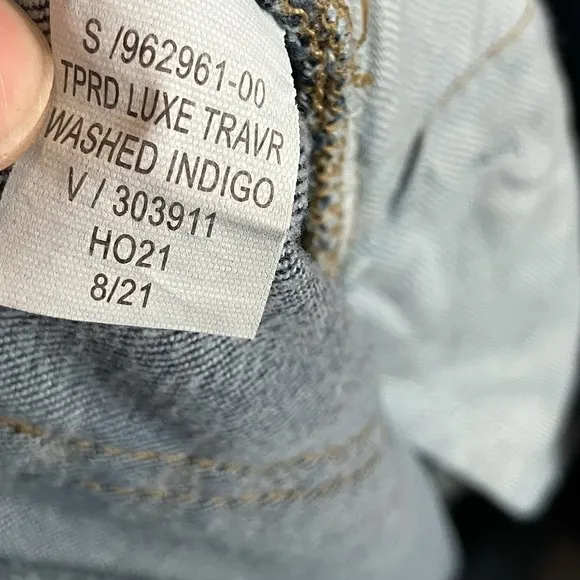 S /962961-00
TPRD LUXE TRAVR
WASHED INDIGO
V / 303911
HO21
8/21